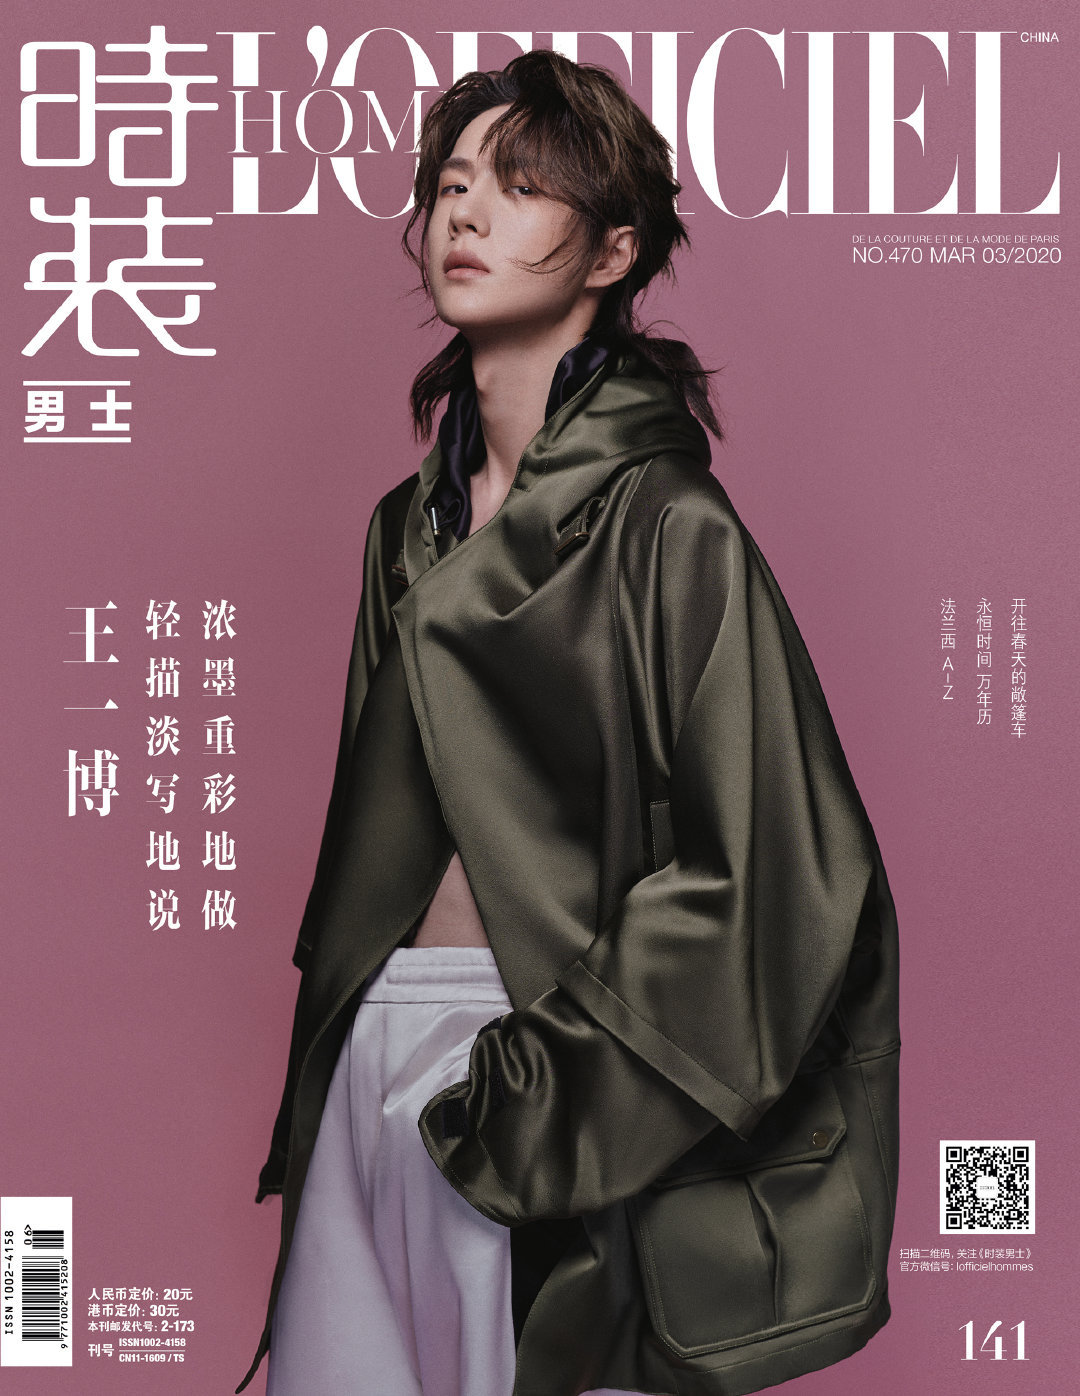 時裝
男士
L'OFFICIEL
HOM
CHINA
DE LA COUTURE ET DE LA MODE DE PARIS
NO.470 MAR 03/2020
浓墨重彩地做
轻描淡写地说
王一博
开往春天的敞篷车
永恒时间 万年历
法兰西 A-Z
扫描二维码, 关注《时装男士》
官方微信号: lofficielhommes
141
ISSN 1002-4158
06>
9 771002 415208
人民币定价: 20元
港币定价: 30元
本刊邮发代号: 2-173
刊号 ISSN1002-4158
CN11-1609 / TS